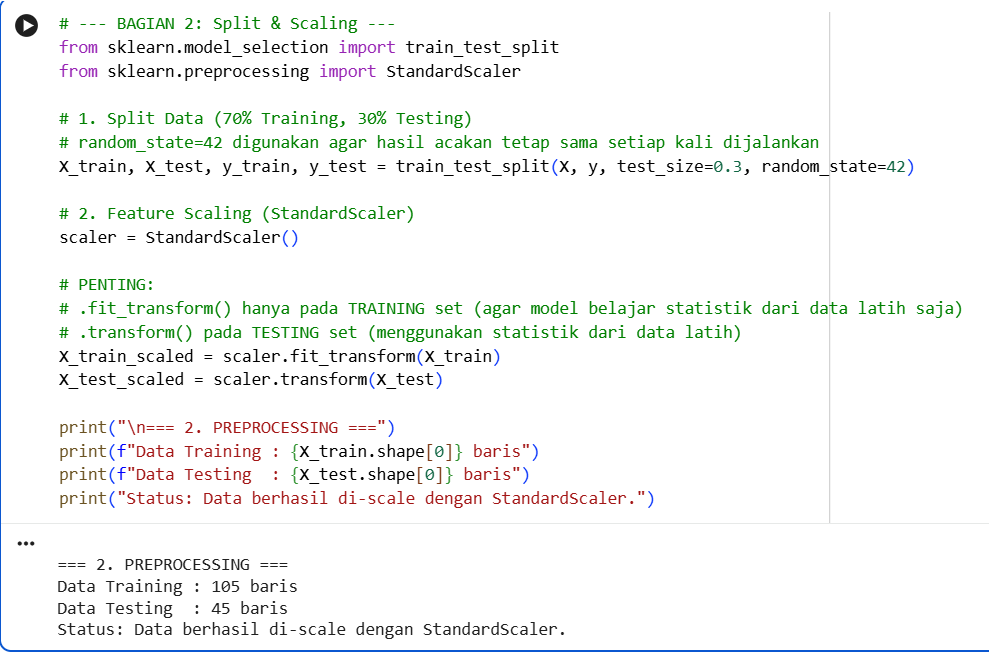 # --- BAGIAN 2: Split & Scaling ---
from sklearn.model_selection import train_test_split
from sklearn.preprocessing import StandardScaler
# 1. Split Data (70% Training, 30% Testing)
# random_state=42 digunakan agar hasil acakan tetap sama setiap kali dijalankan
X_train, X_test, y_train, y_test = train_test_split(X, y, test_size=0.3, random_state=42)
# 2. Feature Scaling (StandardScaler)
scaler = StandardScaler()
# PENTING:
# .fit_transform() hanya pada TRAINING set (agar model belajar statistik dari data latih saja)
# .transform() pada TESTING set (menggunakan statistik dari data latih)
X_train_scaled = scaler.fit_transform(X_train)
X_test_scaled = scaler.transform(X_test)
print("\n=== 2. PREPROCESSING ===")
print(f"Data Training : {X_train.shape[0]} baris")
print(f"Data Testing  : {X_test.shape[0]} baris")
print("Status: Data berhasil di-scale dengan StandardScaler.")
=== 2. PREPROCESSING ===
Data Training : 105 baris
Data Testing  : 45 baris
Status: Data berhasil di-scale dengan StandardScaler.